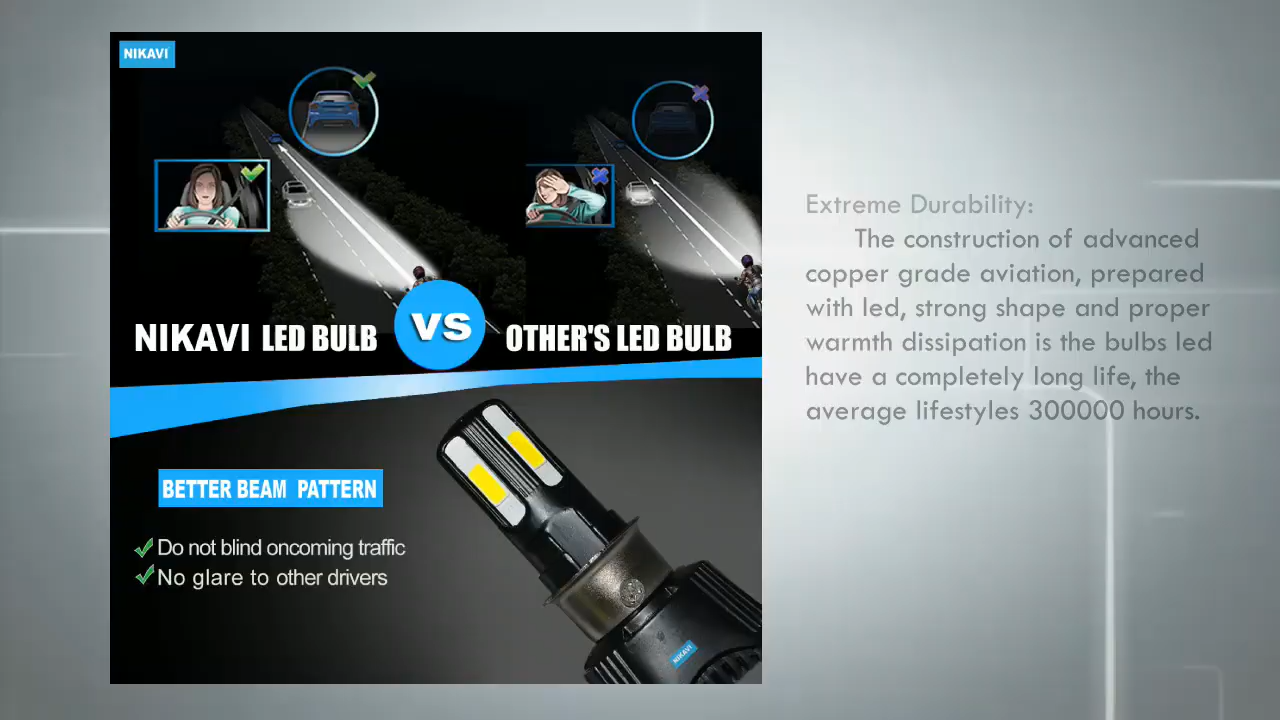 NIKAVI
NIKAVI LED BULB
VS
OTHER'S LED BULB
BETTER BEAM PATTERN
Do not blind oncoming traffic
No glare to other drivers
NIKAVI
Extreme Durability:
The construction of advanced
copper grade aviation, prepared
with led, strong shape and proper
warmth dissipation is the bulbs led
have a completely long life, the
average lifestyles 300000 hours.